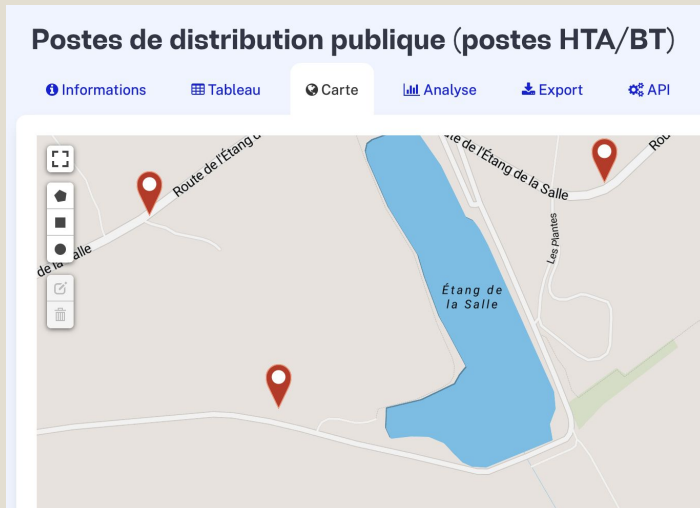 Postes de distribution publique (postes HTA/BT)
Informations
Tableau
Carte
Analyse
Export
API
Route de l'Étang d
te de l'Étang de la Salle
Rou
de la Salle
Les Plantes
Étang de
la Salle